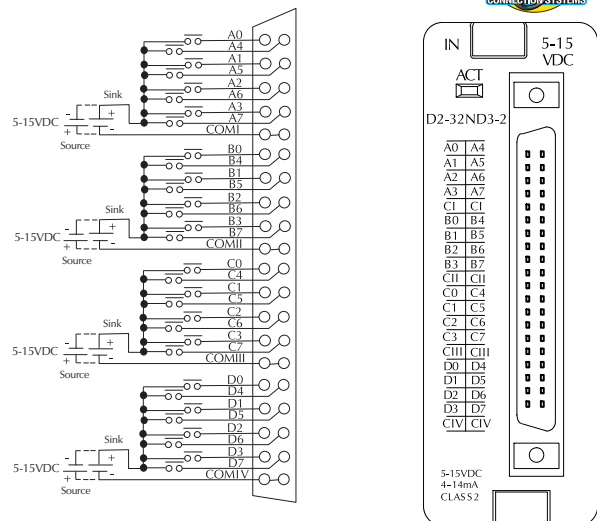 CONNECTION SYSTEMS
A0
A4
A1
A5
A2
A6
A3
A7
COMI
Sink
5-15VDC
- +
+ -
Source
B0
B4
B1
B5
B2
B6
B3
B7
COMII
Sink
5-15VDC
- +
+ -
Source
C0
C4
C1
C5
C2
C6
C3
C7
COMIII
Sink
5-15VDC
- +
+ -
Source
D0
D4
D1
D5
D2
D6
D3
D7
COMIV
Sink
5-15VDC
- +
+ -
Source
IN 5-15
VDC
ACT
D2-32ND3-2
A0 A4
A1 A5
A2 A6
A3 A7
CI CI
B0 B4
B1 B5
B2 B6
B3 B7
CII CII
C0 C4
C1 C5
C2 C6
C3 C7
CIII CIII
D0 D4
D1 D5
D2 D6
D3 D7
CIV CIV
5-15VDC
4-14mA
CLASS2